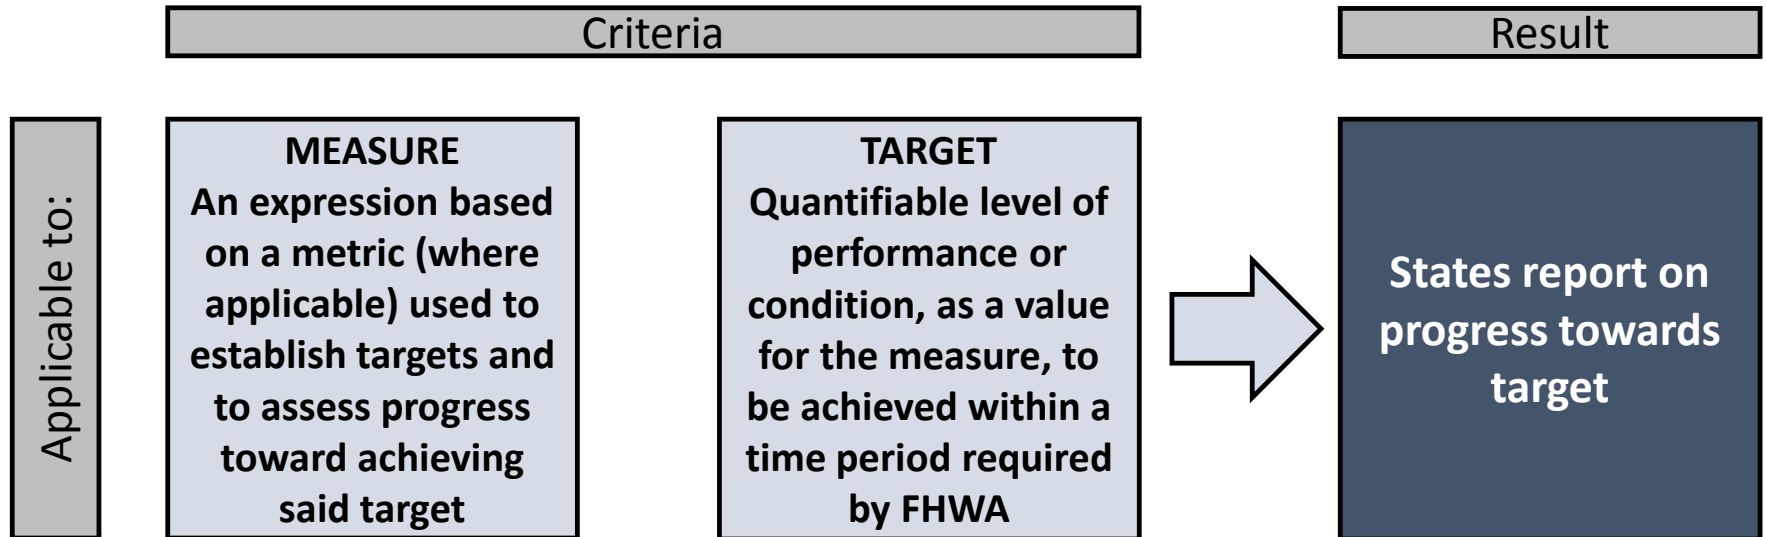 Criteria
Result
Applicable to:
MEASURE
An expression based
on a metric (where
applicable) used to
establish targets and
to assess progress
toward achieving
said target
TARGET
Quantifiable level of
performance or
condition, as a value
for the measure, to
be achieved within a
time period required
by FHWA
States report on
progress towards
target